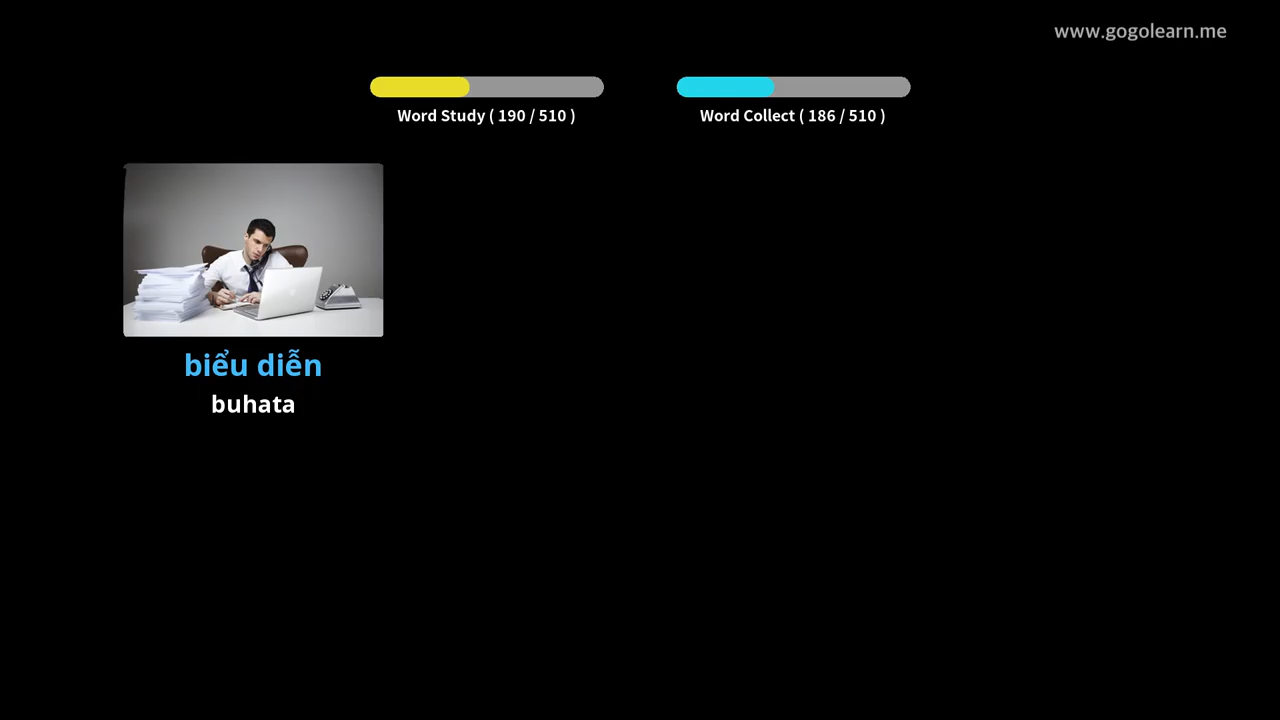 www.gogolearn.me
Word Study ( 190 / 510 )
Word Collect ( 186 / 510 )
biểu diễn
buhata